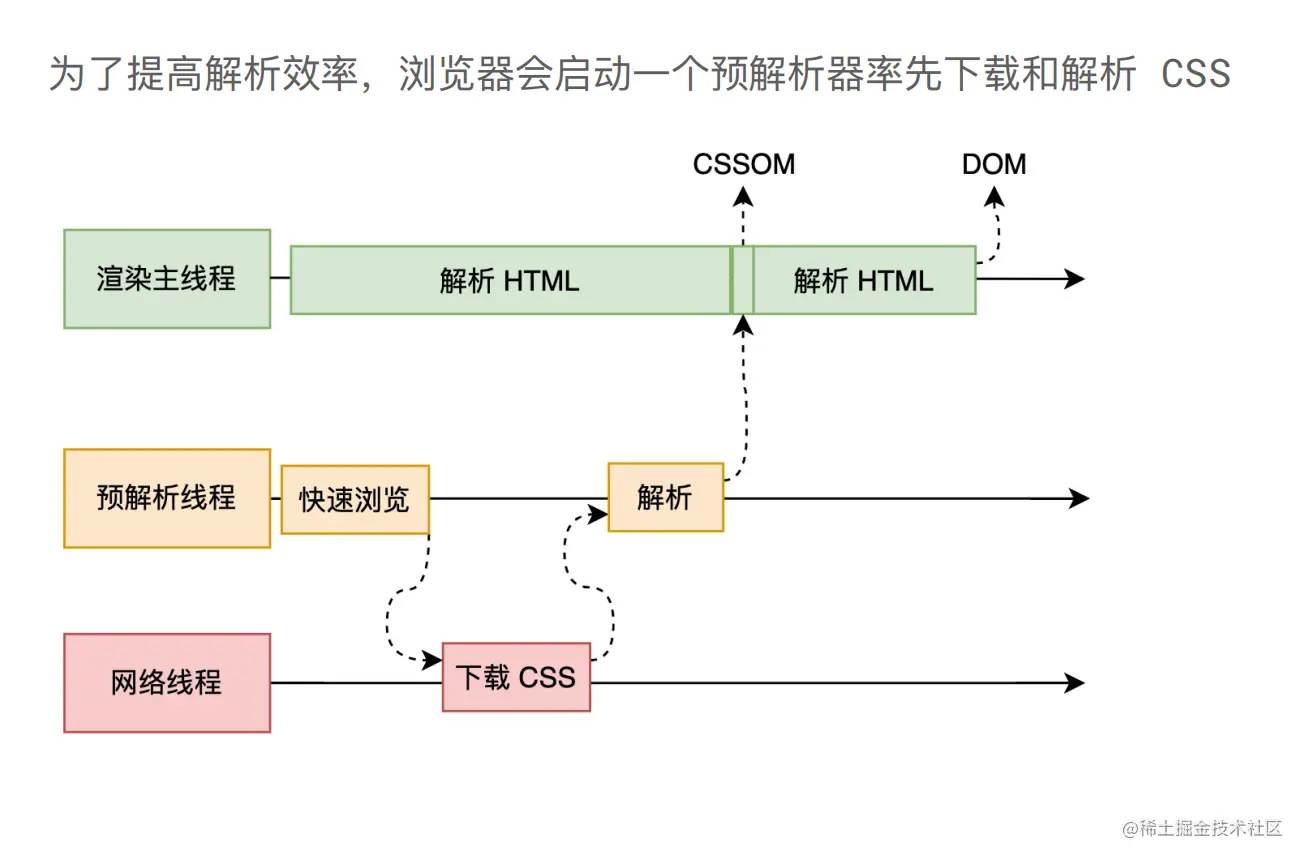 为了提高解析效率，浏览器会启动一个预解析器率先下载和解析 CSS
CSSOM
DOM
渲染主线程
解析 HTML
解析 HTML
预解析线程
快速浏览
解析
网络线程
下载 CSS
@稀土掘金技术社区